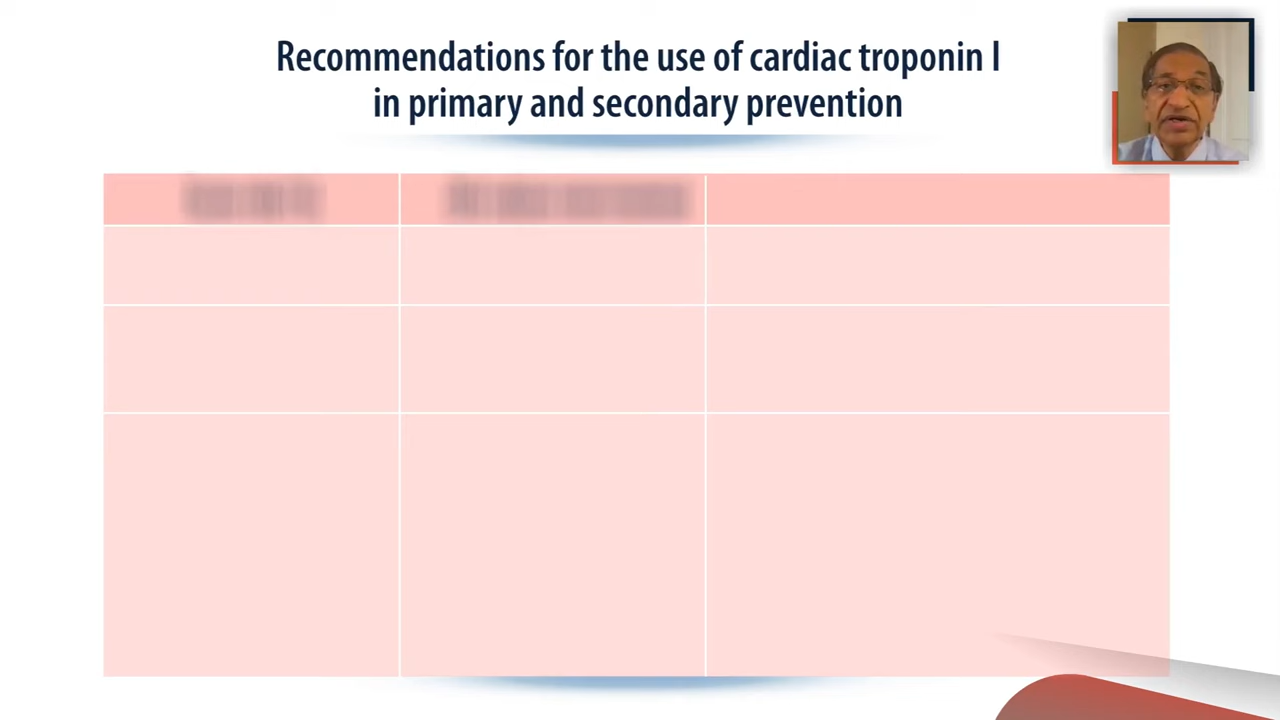 Recommendations for the use of cardiac troponin I
in primary and secondary prevention